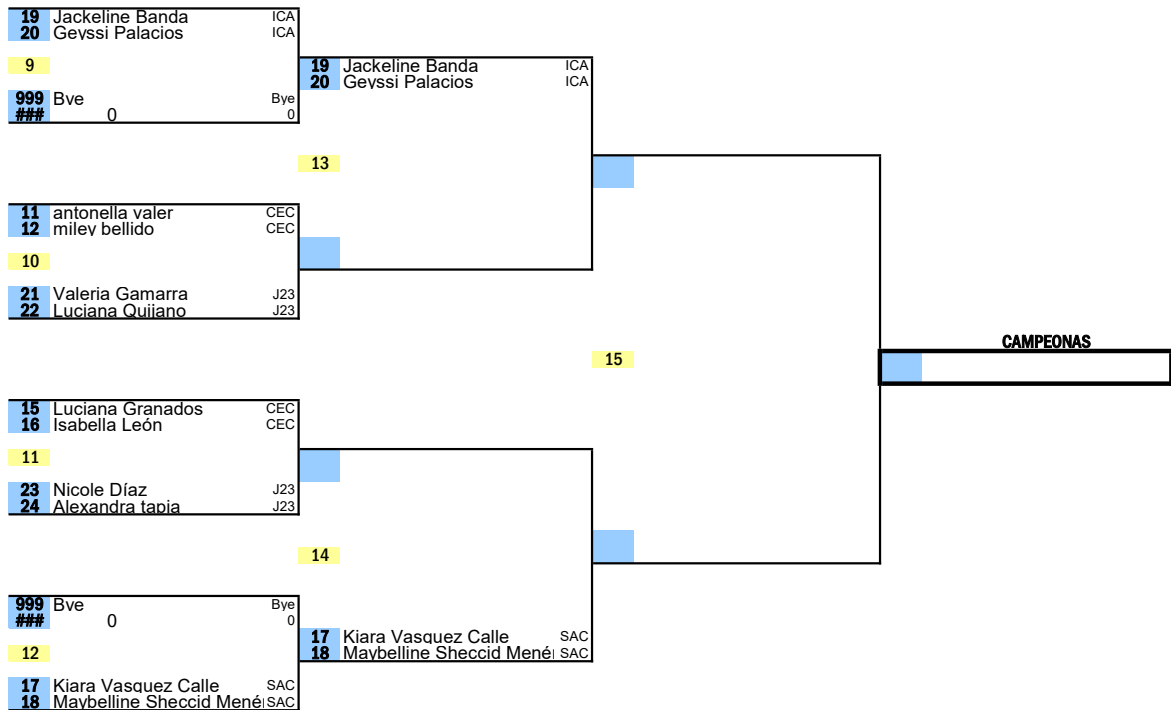 19 Jackeline Banda ICA
20 Geyssi Palacios ICA
9
999 Bye Bye
### 0 0
19 Jackeline Banda ICA
20 Geyssi Palacios ICA
13
11 antonella valer CEC
12 miley bellido CEC
10
21 Valeria Gamarra J23
22 Luciana Quijano J23
15
CAMPEONAS
15 Luciana Granados CEC
16 Isabella León CEC
11
23 Nicole Díaz J23
24 Alexandra tapia J23
14
999 Bye Bye
### 0 0
12
17 Kiara Vasquez Calle SAC
18 Maybelline Sheccid Menén SAC
17 Kiara Vasquez Calle SAC
18 Maybelline Sheccid Menén SAC